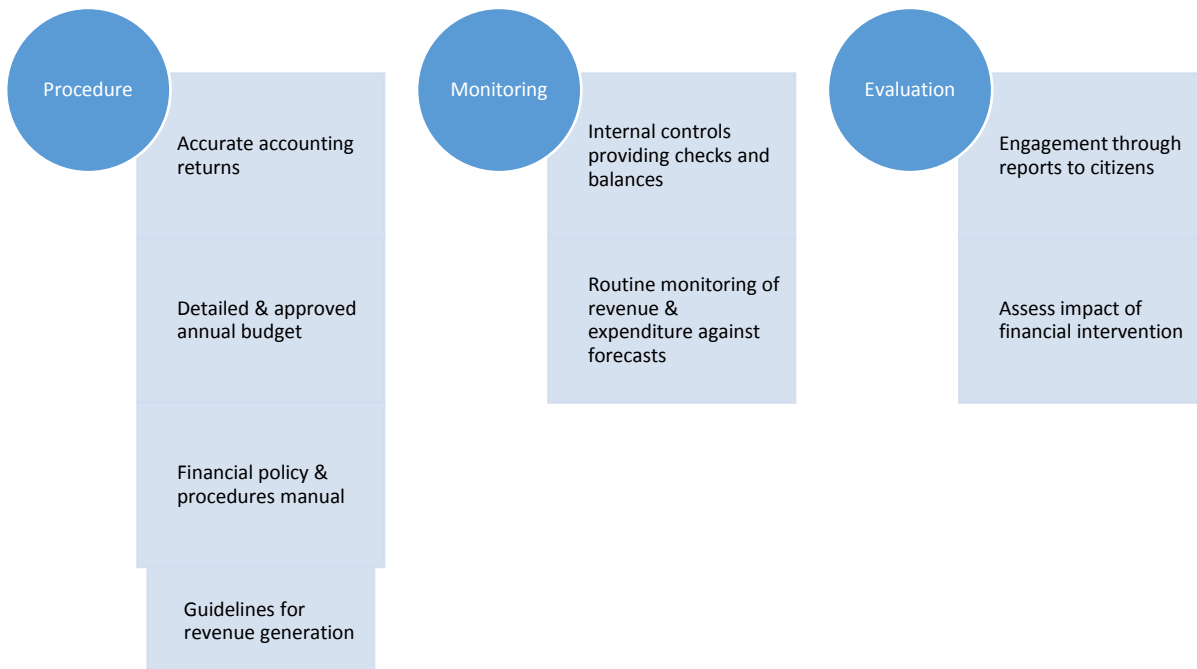 Procedure
Accurate accounting
returns
Detailed & approved
annual budget
Financial policy &
procedures manual
Guidelines for
revenue generation
Monitoring
Internal controls
providing checks and
balances
Routine monitoring of
revenue &
expenditure against
forecasts
Evaluation
Engagement through
reports to citizens
Assess impact of
financial intervention